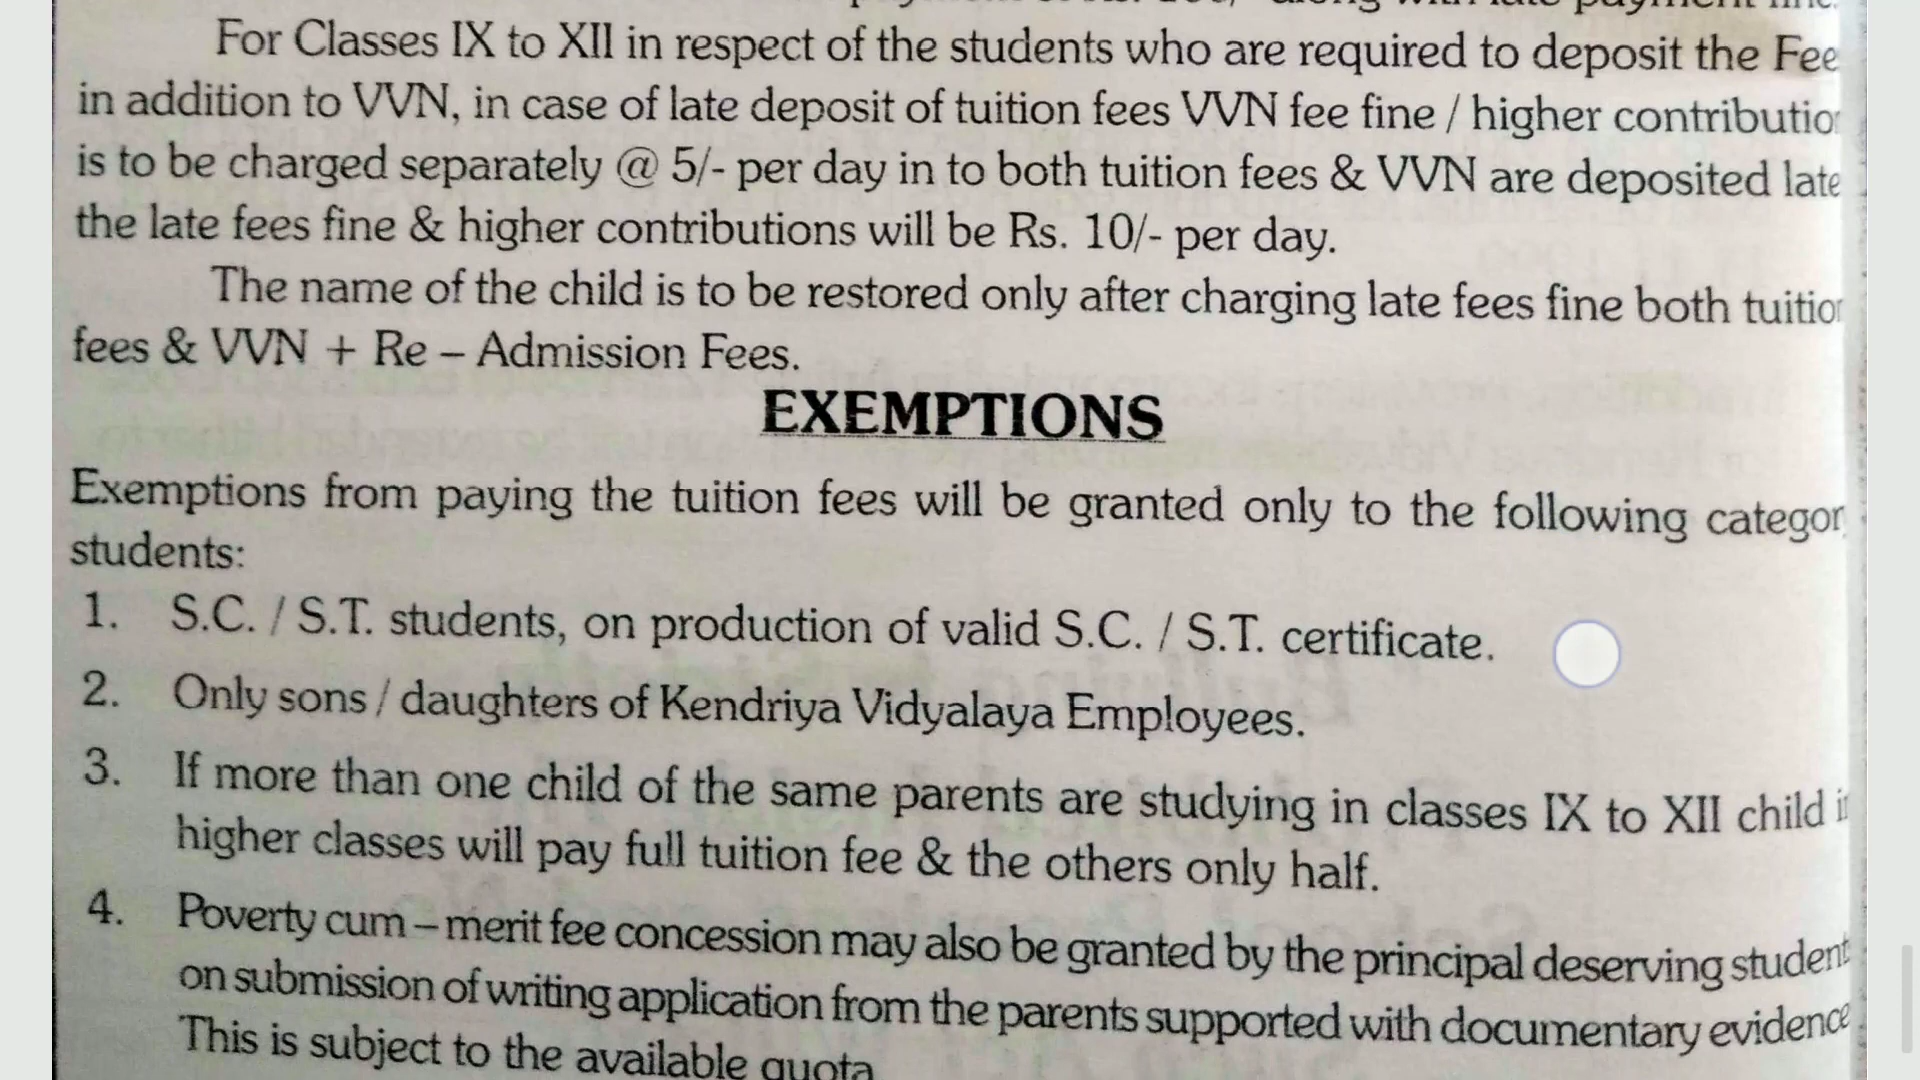 For Classes IX to XII in respect of the students who are required to deposit the Fee
in addition to VVN, in case of late deposit of tuition fees VVN fee fine / higher contributio
is to be charged separately @ 5/- per day in to both tuition fees & VVN are deposited late
the late fees fine & higher contributions will be Rs. 10/- per day.
The name of the child is to be restored only after charging late fees fine both tuition
fees & VVN + Re – Admission Fees.
EXEMPTIONS
Exemptions from paying the tuition fees will be granted only to the following categor
students:
1. S.C. / S.T. students, on production of valid S.C. / S.T. certificate.
2. Only sons / daughters of Kendriya Vidyalaya Employees.
3. If more than one child of the same parents are studying in classes IX to XII child i
higher classes will pay full tuition fee & the others only half.
4. Poverty cum – merit fee concession may also be granted by the principal deserving student
on submission of writing application from the parents supported with documentary evidence
This is subject to the available quota